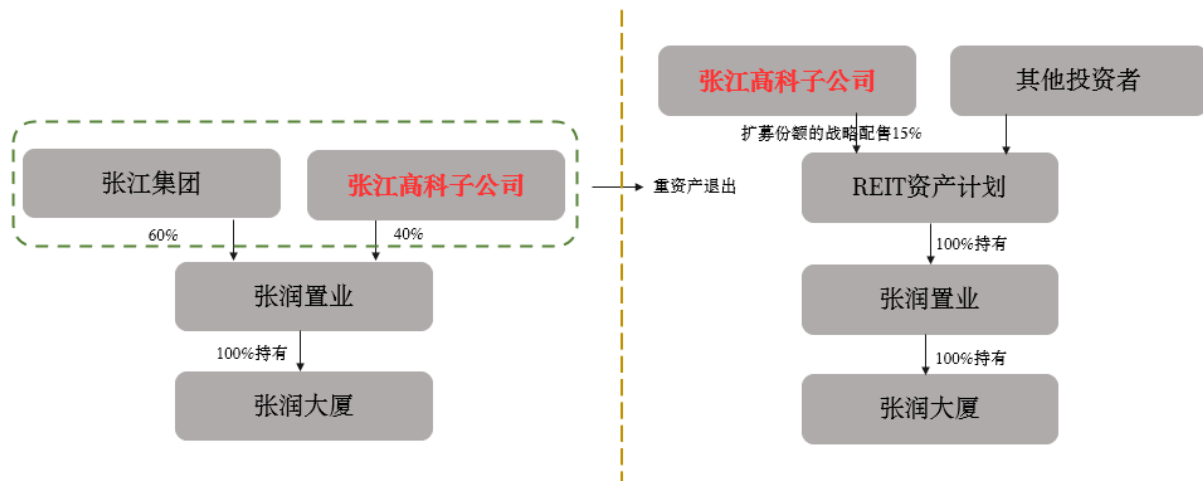 张江集团
张江高科子公司
60%
40%
张润置业
100%持有
张润大厦
重资产退出
张江高科子公司
其他投资者
扩募份额的战略配售15%
REIT资产计划
100%持有
张润置业
100%持有
张润大厦